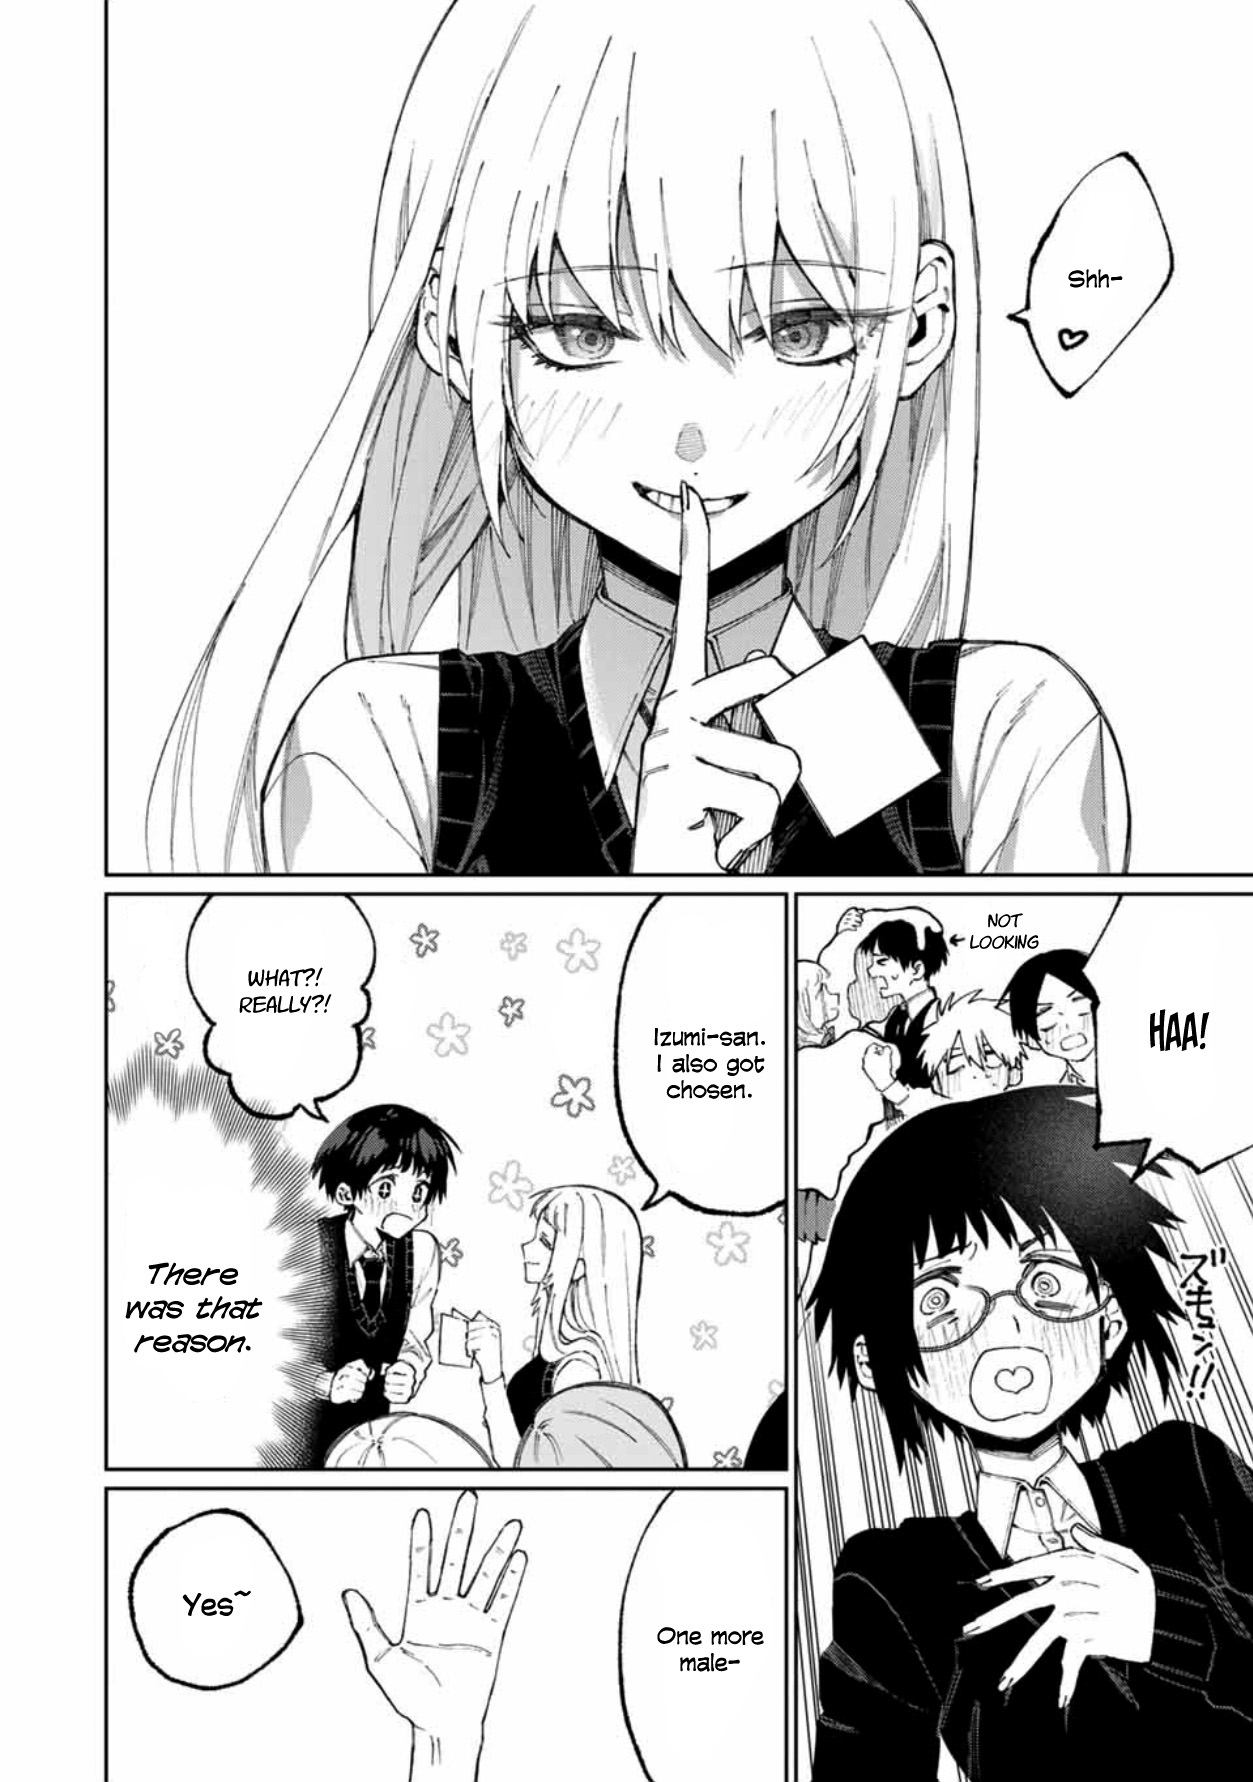 Shh-
♡
NOT
LOOKING
HAA!
ズキュン!!
Izumi-san.
I also got
chosen.
WHAT?!
REALLY?!
There
was that
reason.
One more
male-
Yes~